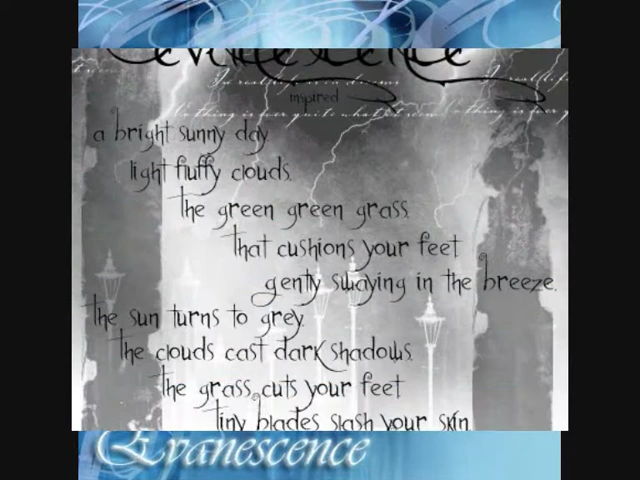 evanescence
inspired
a bright sunny day
light fluffy clouds.
the green green grass
that cushions your feet
gently swaying in the breeze.
the sun turns to grey.
the clouds cast dark shadows.
the grass cuts your feet
tiny blades slash your skin
Evanescence